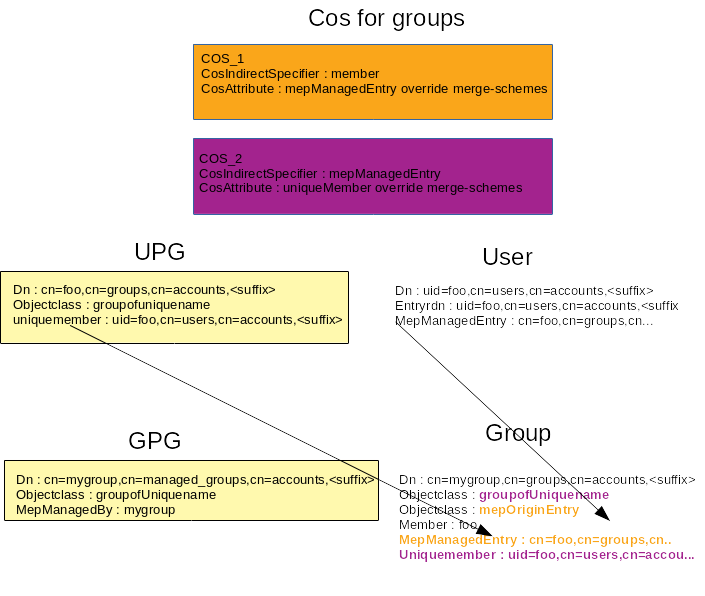 Cos for groups
COS_1
CosIndirectSpecifier : member
CosAttribute : mepManagedEntry override merge-schemes
COS_2
CosIndirectSpecifier : mepManagedEntry
CosAttribute : uniqueMember override merge-schemes
UPG
Dn : cn=foo,cn=groups,cn=accounts,<suffix>
Objectclass : groupofuniquename
uniquemember : uid=foo,cn=users,cn=accounts,<suffix>
User
Dn : uid=foo,cn=users,cn=accounts,<suffix>
Entryrdn : uid=foo,cn=users,cn=accounts,<suffix
MepManagedEntry : cn=foo,cn=groups,cn...
GPG
Dn : cn=mygroup,cn=managed_groups,cn=accounts,<suffix>
Objectclass : groupofUniquename
MepManagedBy : mygroup
Group
Dn : cn=mygroup,cn=groups,cn=accounts,<suffix>
Objectclass : groupofUniquename
Objectclass : mepOriginEntry
Member : foo
MepManagedEntry : cn=foo,cn=groups,cn..
Uniquemember : uid=foo,cn=users,cn=accou...